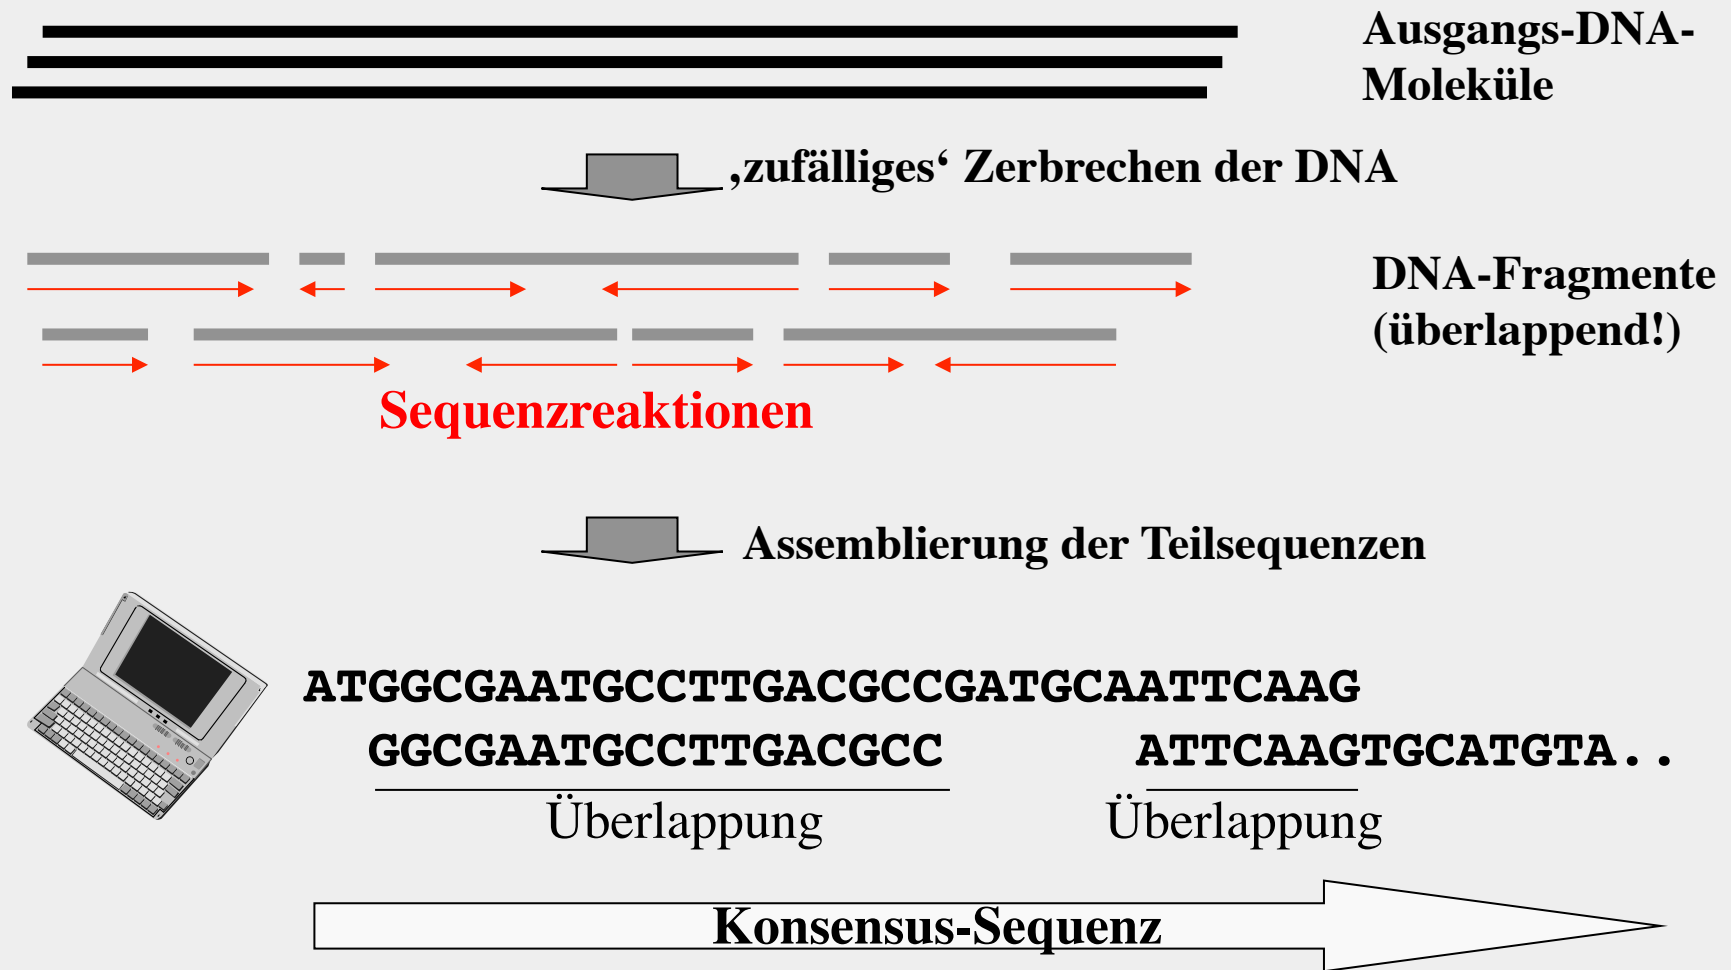 Ausgangs-DNA-
Moleküle
‚zufälliges‘ Zerbrechen der DNA
DNA-Fragmente
(überlappend!)
Sequenzreaktionen
Assemblierung der Teilsequenzen
ATGGCGAATGCCTTGACGCCGATGCAATTCAAG
GGCGAATGCCTTGACGCC ATTCAAGTGCATGTA..
Überlappung Überlappung
Konsensus-Sequenz